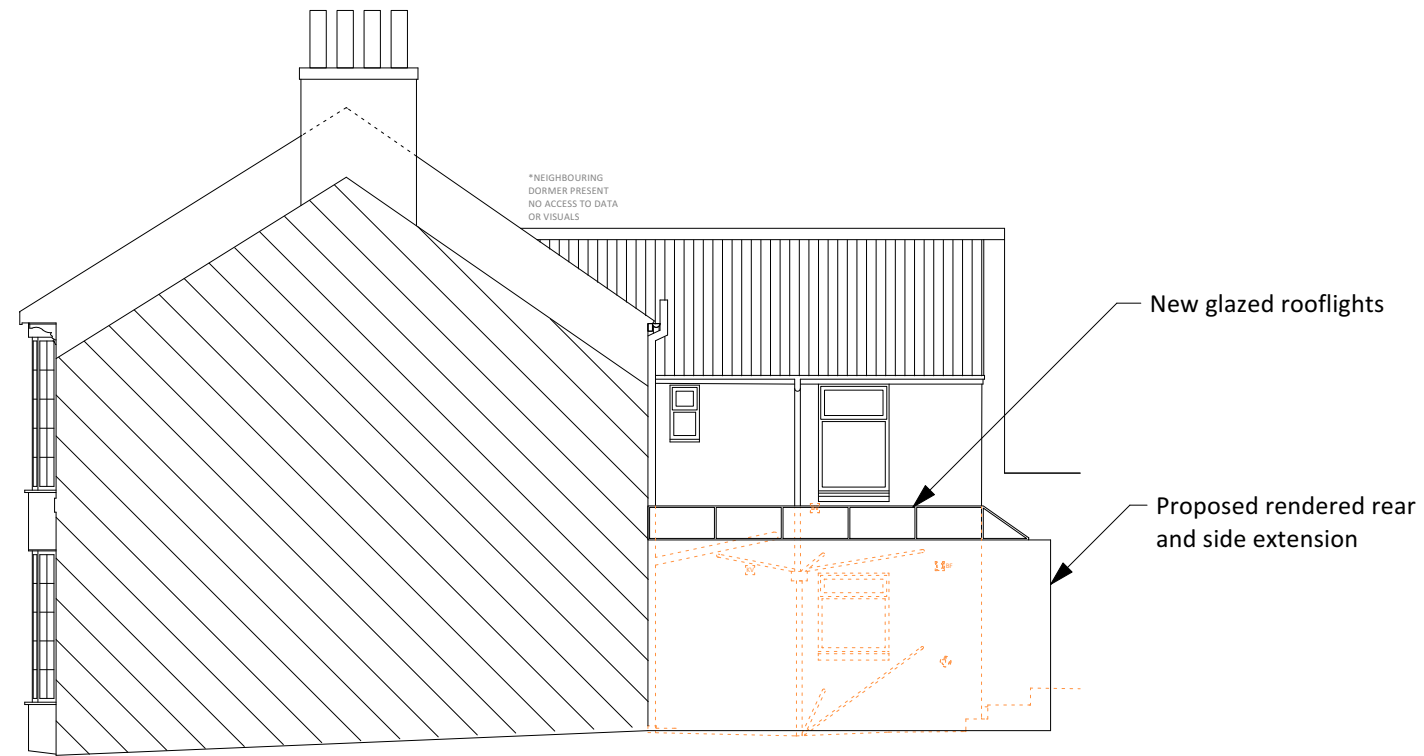 *NEIGHBOURING
DORMER PRESENT
NO ACCESS TO DATA
OR VISUALS
New glazed rooflights
Proposed rendered rear
and side extension